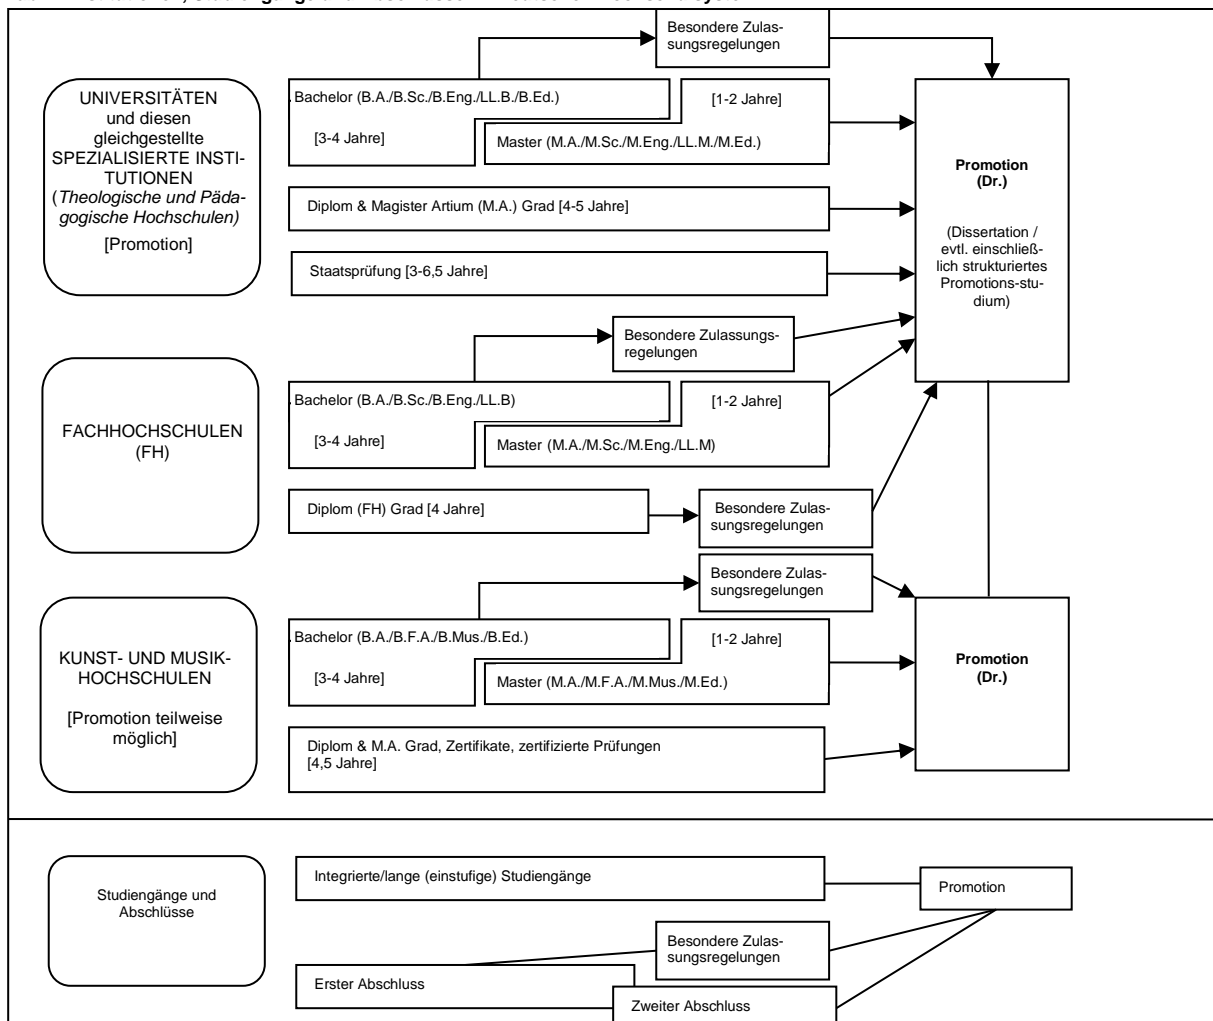 Besondere Zulas-
sungsregelungen
UNIVERSITÄTEN
und diesen
gleichgestellte
SPEZIALISIERTE INSTI-
TUTIONEN
(Theologische und Päda-
gogische Hochschulen)
[Promotion]
Bachelor (B.A./B.Sc./B.Eng./LL.B./B.Ed.)
[3-4 Jahre]
[1-2 Jahre]
Master (M.A./M.Sc./M.Eng./LL.M./M.Ed.)
Diplom & Magister Artium (M.A.) Grad [4-5 Jahre]
Staatsprüfung [3-6,5 Jahre]
Promotion
(Dr.)
(Dissertation /
evtl. einschließ-
lich strukturiertes
Promotions-stu-
dium)
Besondere Zulassungs-
regelungen
FACHHOCHSCHULEN
(FH)
Bachelor (B.A./B.Sc./B.Eng./LL.B)
[3-4 Jahre]
[1-2 Jahre]
Master (M.A./M.Sc./M.Eng./LL.M)
Diplom (FH) Grad [4 Jahre]
Besondere Zulas-
sungsregelungen
Besondere Zulas-
sungsregelungen
KUNST- UND MUSIK-
HOCHSCHULEN
[Promotion teilweise
möglich]
Bachelor (B.A./B.F.A./B.Mus./B.Ed.)
[3-4 Jahre]
[1-2 Jahre]
Master (M.A./M.F.A./M.Mus./M.Ed.)
Diplom & M.A. Grad, Zertifikate, zertifizierte Prüfungen
[4,5 Jahre]
Promotion
(Dr.)
Studiengänge und
Abschlüsse
Integrierte/lange (einstufige) Studiengänge
Promotion
Besondere Zulas-
sungsregelungen
Erster Abschluss
Zweiter Abschluss